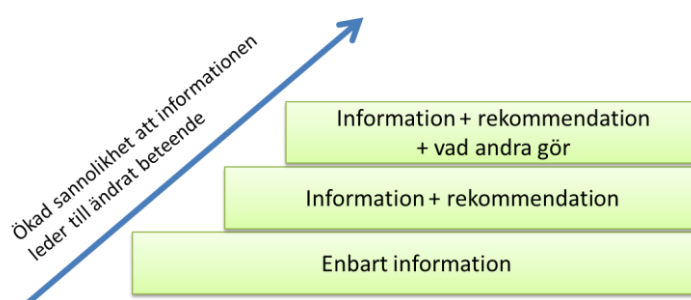 Ökad sannolikhet att informationen
leder till ändrat beteende
Information + rekommendation
+ vad andra gör
Information + rekommendation
Enbart information